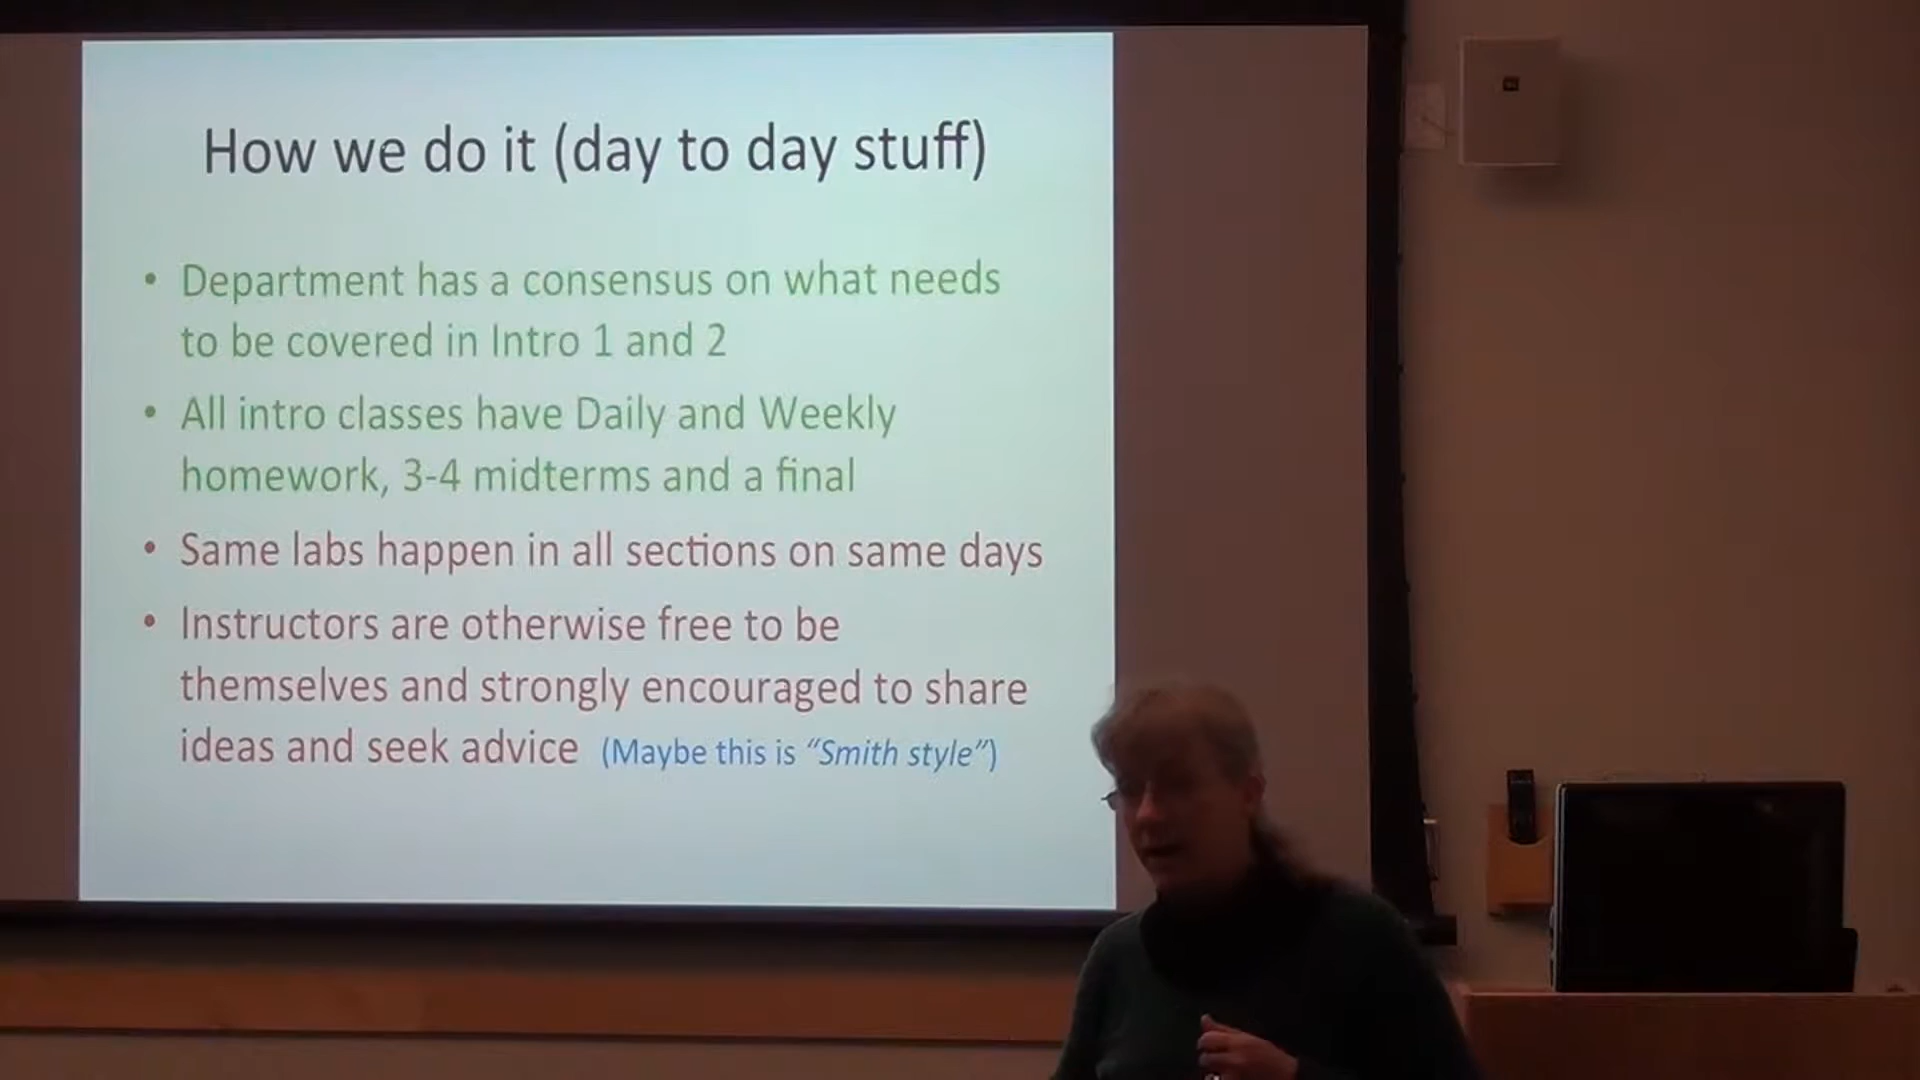 How we do it (day to day stuff)
• Department has a consensus on what needs
to be covered in Intro 1 and 2
• All intro classes have Daily and Weekly
homework, 3-4 midterms and a final
• Same labs happen in all sections on same days
• Instructors are otherwise free to be
themselves and strongly encouraged to share
ideas and seek advice (Maybe this is “Smith style”)